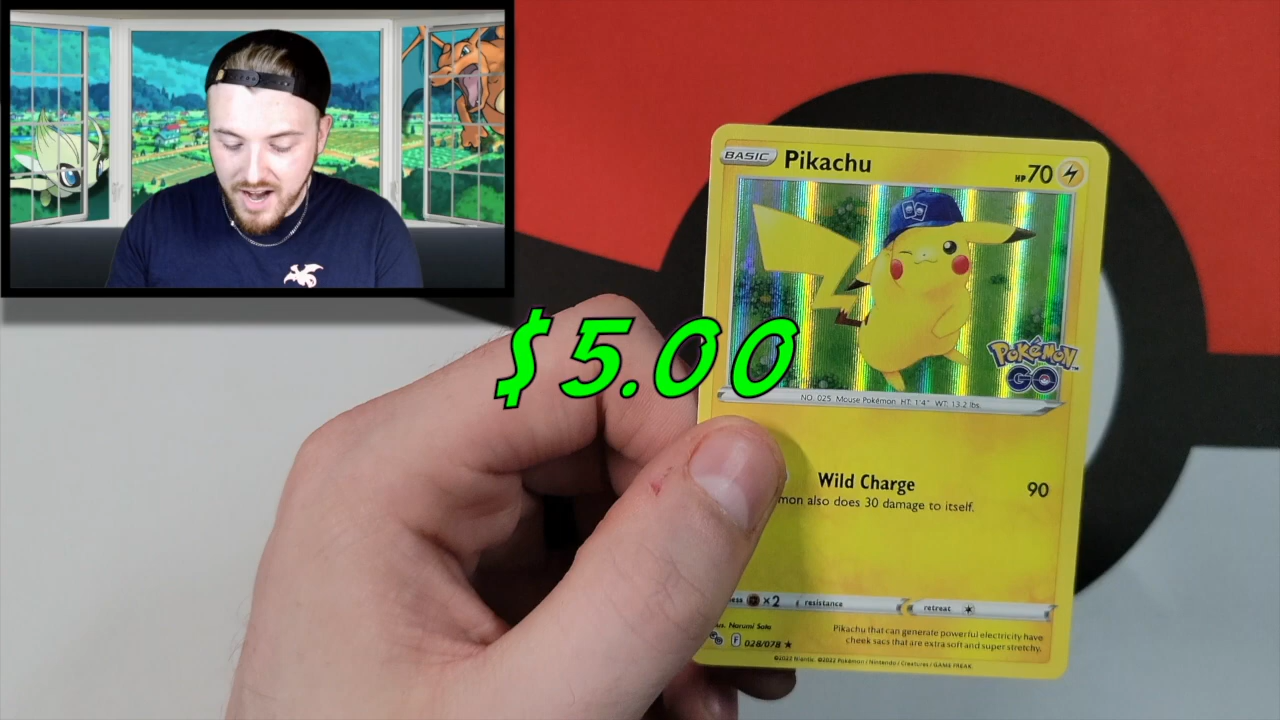 BASIC Pikachu HP 70
$5.00
Pokémon
GO
NO. 025 Mouse Pokémon HT: 1'4" WT: 13.2 lbs.
Wild Charge 90
also does 30 damage to itself.
×2 resistance retreat
Narumi Sato
F 028/078 ★
Pikachu that can generate powerful electricity have
cheek sacs that are extra soft and super stretchy.
©2022 Niantic. ©2022 Pokémon / Nintendo / Creatures / GAME FREAK.